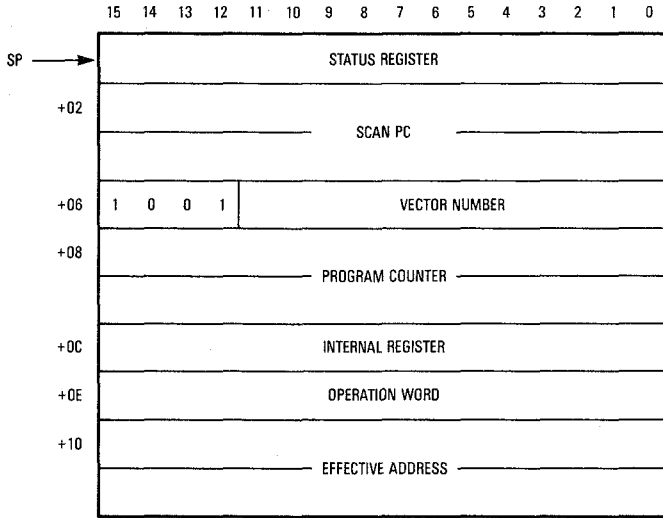 15 14 13 12 11 10 9 8 7 6 5 4 3 2 1 0
SP STATUS REGISTER
+02
SCAN PC
+06 1 0 0 1 VECTOR NUMBER
+08
PROGRAM COUNTER
+0C INTERNAL REGISTER
+0E OPERATION WORD
+10
EFFECTIVE ADDRESS